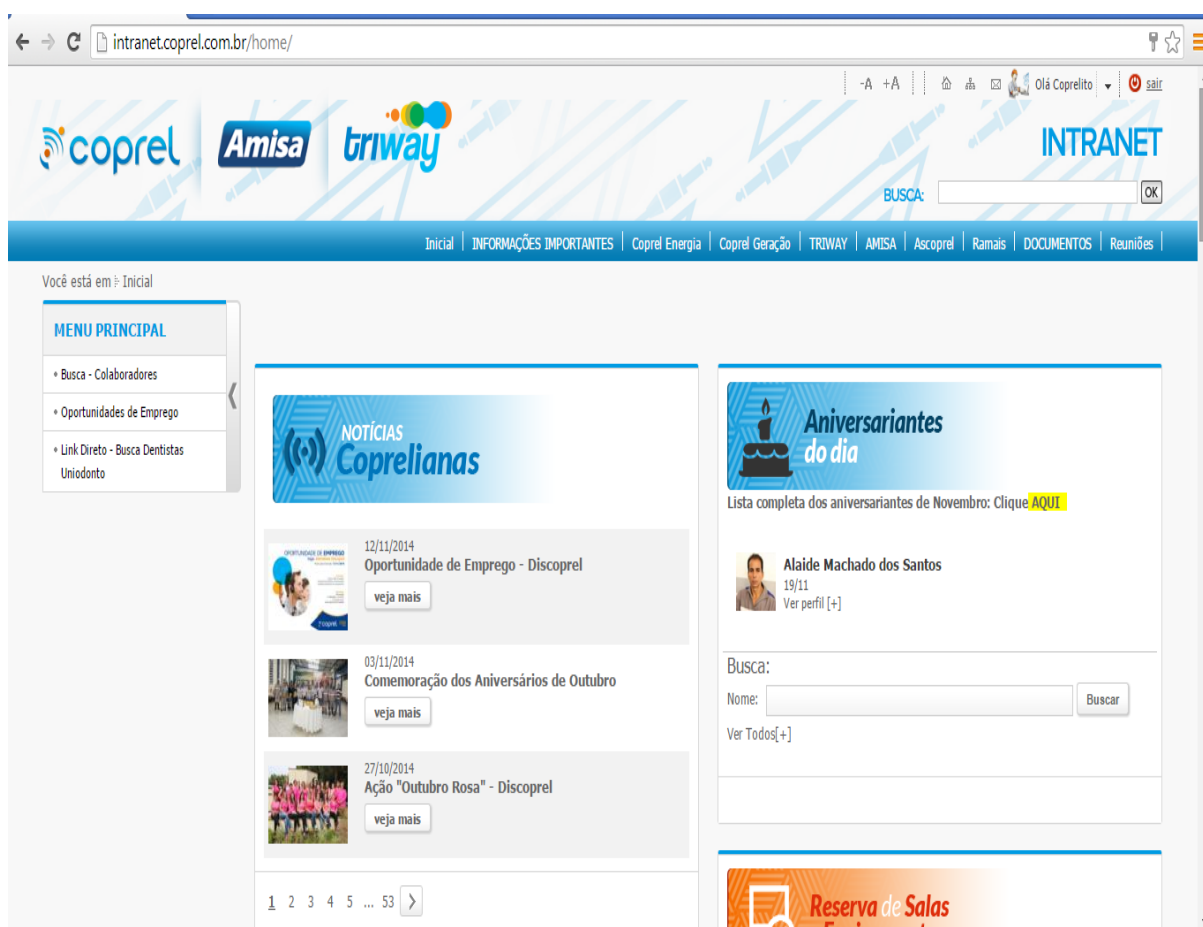 intranet.coprel.com.br/home/
-A +A Olá Coprelito sair
coprel Amisa triway INTRANET
BUSCA: OK
Inicial INFORMAÇÕES IMPORTANTES Coprel Energia Coprel Geração TRIWAY AMISA Ascoprel Ramais DOCUMENTOS Reuniões
Você está em Inicial
MENU PRINCIPAL
Busca - Colaboradores
Oportunidades de Emprego
Link Direto - Busca Dentistas
Uniodonto
NOTÍCIAS
Coprelianas
12/11/2014
Oportunidade de Emprego - Discoprel
veja mais
03/11/2014
Comemoração dos Aniversários de Outubro
veja mais
27/10/2014
Ação "Outubro Rosa" - Discoprel
veja mais
1 2 3 4 5 ... 53 >
Aniversariantes
do dia
Lista completa dos aniversariantes de Novembro: Clique AQUI
Alaide Machado dos Santos
19/11
Ver perfil [+]
Busca:
Nome: Buscar
Ver Todos[+]
Reserva de Salas